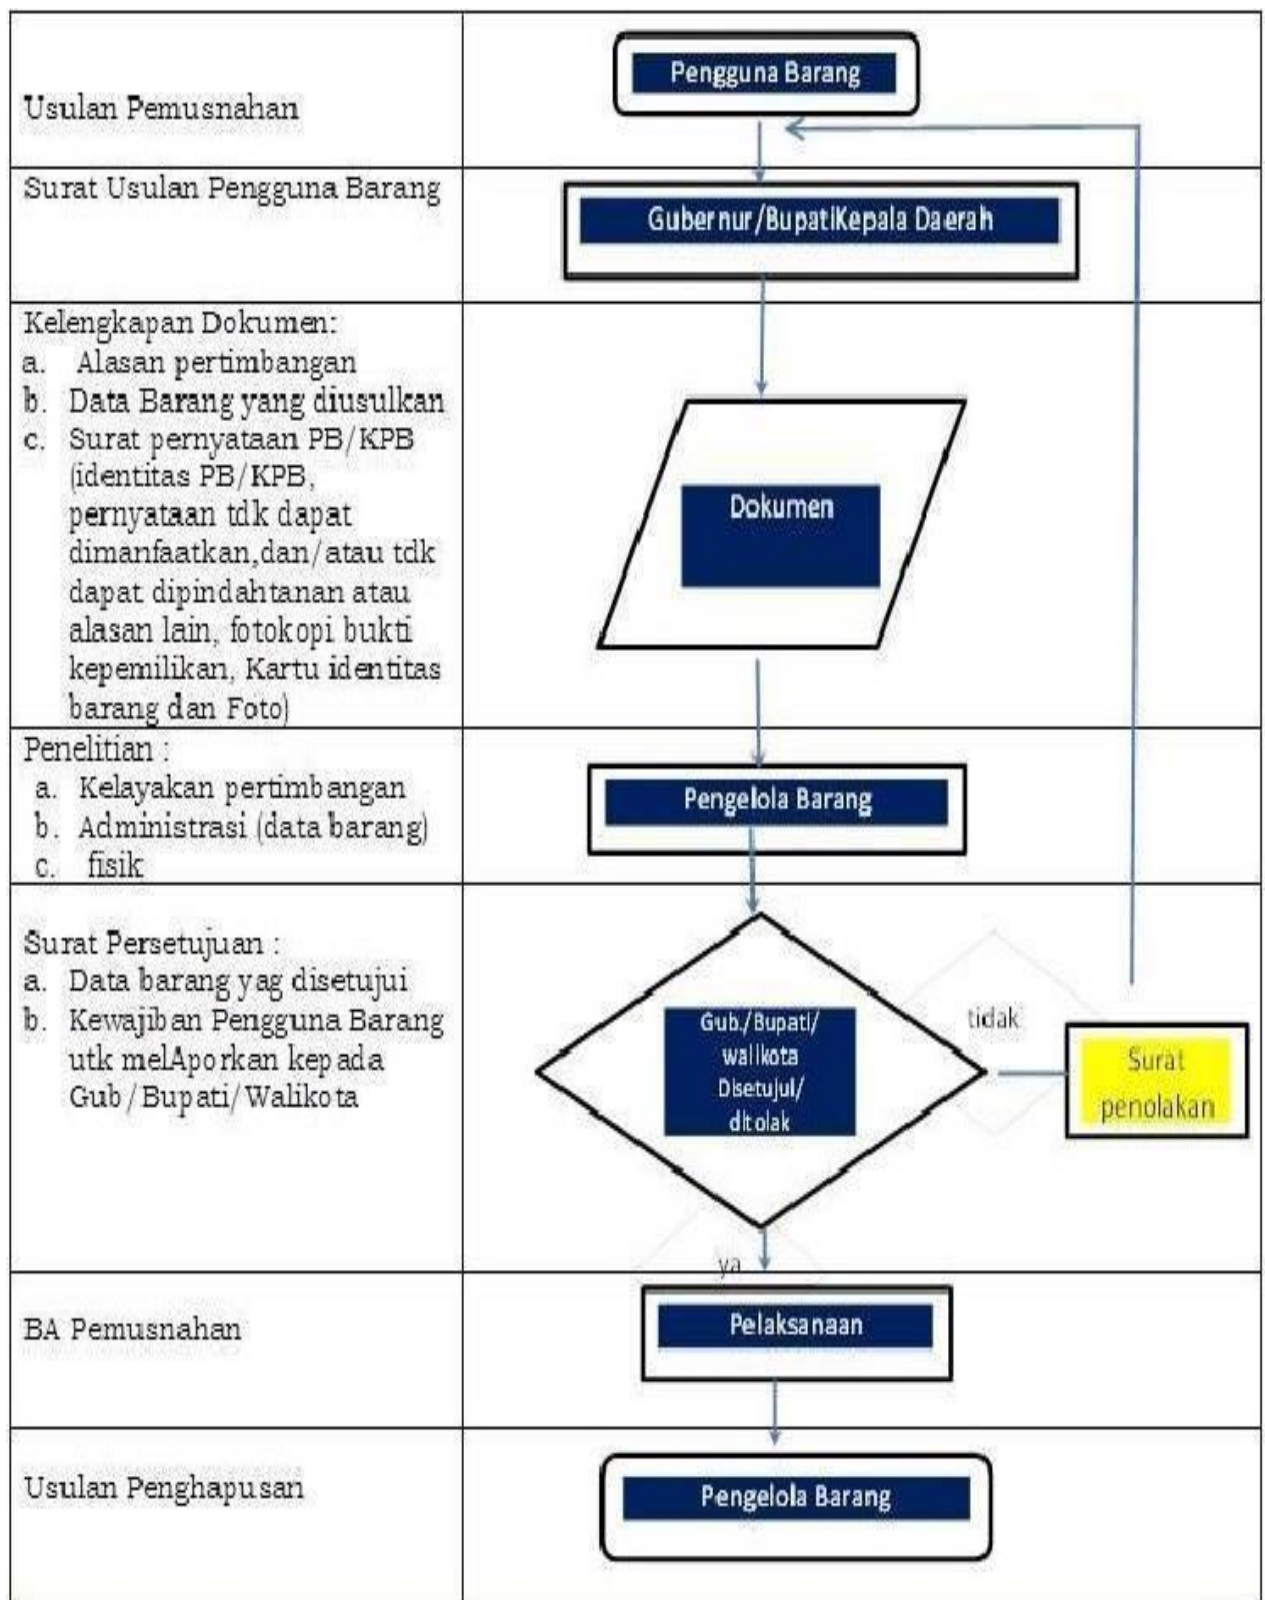 Usulan Pemusnahan
Pengguna Barang
Surat Usulan Pengguna Barang
Gubernur/BupatiKepala Daerah
Kelengkapan Dokumen:
a. Alasan pertimbangan
b. Data Barang yang diusulkan
c. Surat pernyataan PB/KPB
(identitas PB/KPB,
pernyataan tdk dapat
dimanfaatkan,dan/atau tdk
dapat dipindahtanan atau
alasan lain, fotokopi bukti
kepemilikan, Kartu identitas
barang dan Foto)
Dokumen
Penelitian :
a. Kelayakan pertimbangan
b. Administrasi (data barang)
c. fisik
Pengelola Barang
Surat Persetujuan :
a. Data barang yag disetujui
b. Kewajiban Pengguna Barang
utk melAporkan kepada
Gub/Bupati/Walikota
Gub./Bupati/
walikota
Disetujui/
ditolak
tidak
Surat
penolakan
ya
BA Pemusnahan
Pelaksanaan
Usulan Penghapusan
Pengelola Barang